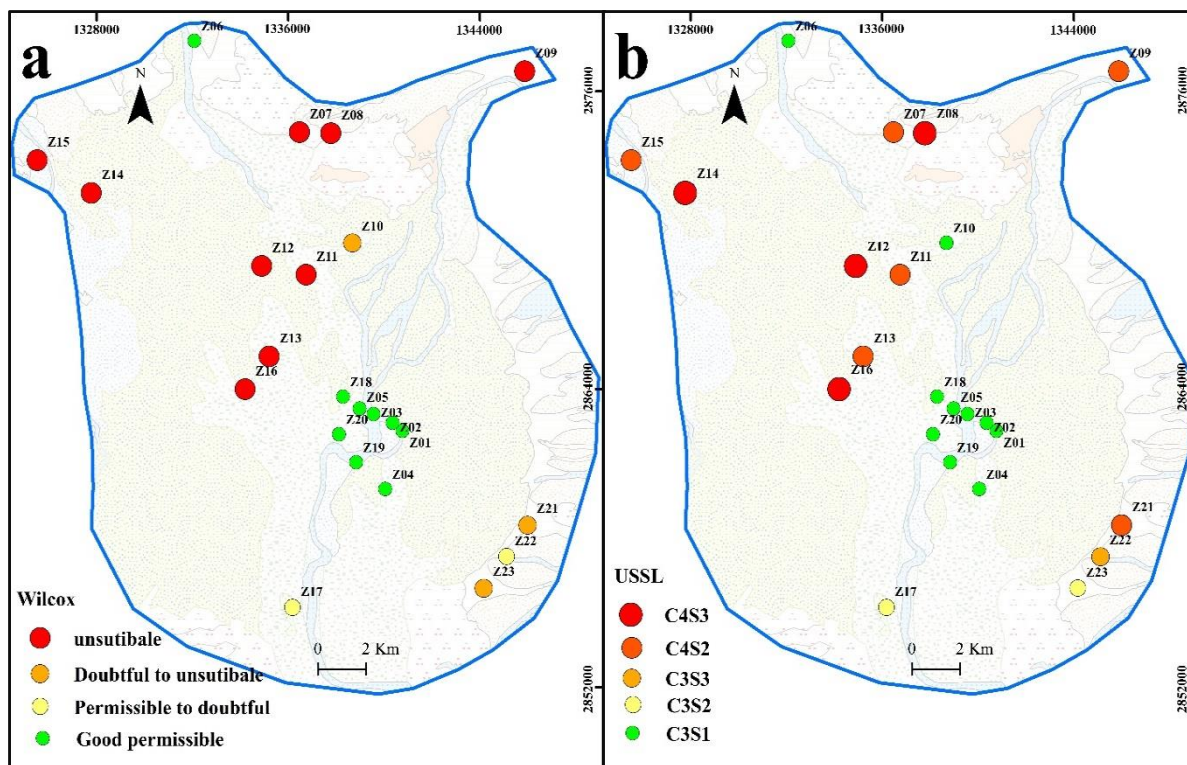 a
1328000
1336000
1344000
Z06
N
Z09
2876000
Z07
Z08
Z15
Z14
Z10
Z12
Z11
Z13
Z16
2864000
Z18
Z05
Z03
Z20
Z02
Z01
Z19
Z04
Z21
Z22
Z23
Z17
Wilcox
unsutibale
Doubtful to unsutibale
Permissible to doubtful
Good permissible
0 2 Km
2852000
b
1328000
1336000
1344000
Z06
N
Z09
2876000
Z07
Z08
Z15
Z14
Z10
Z12
Z11
Z13
Z16
2864000
Z18
Z05
Z03
Z20
Z02
Z01
Z19
Z04
Z21
Z22
Z23
Z17
USSL
C4S3
C4S2
C3S3
C3S2
C3S1
0 2 Km
2852000